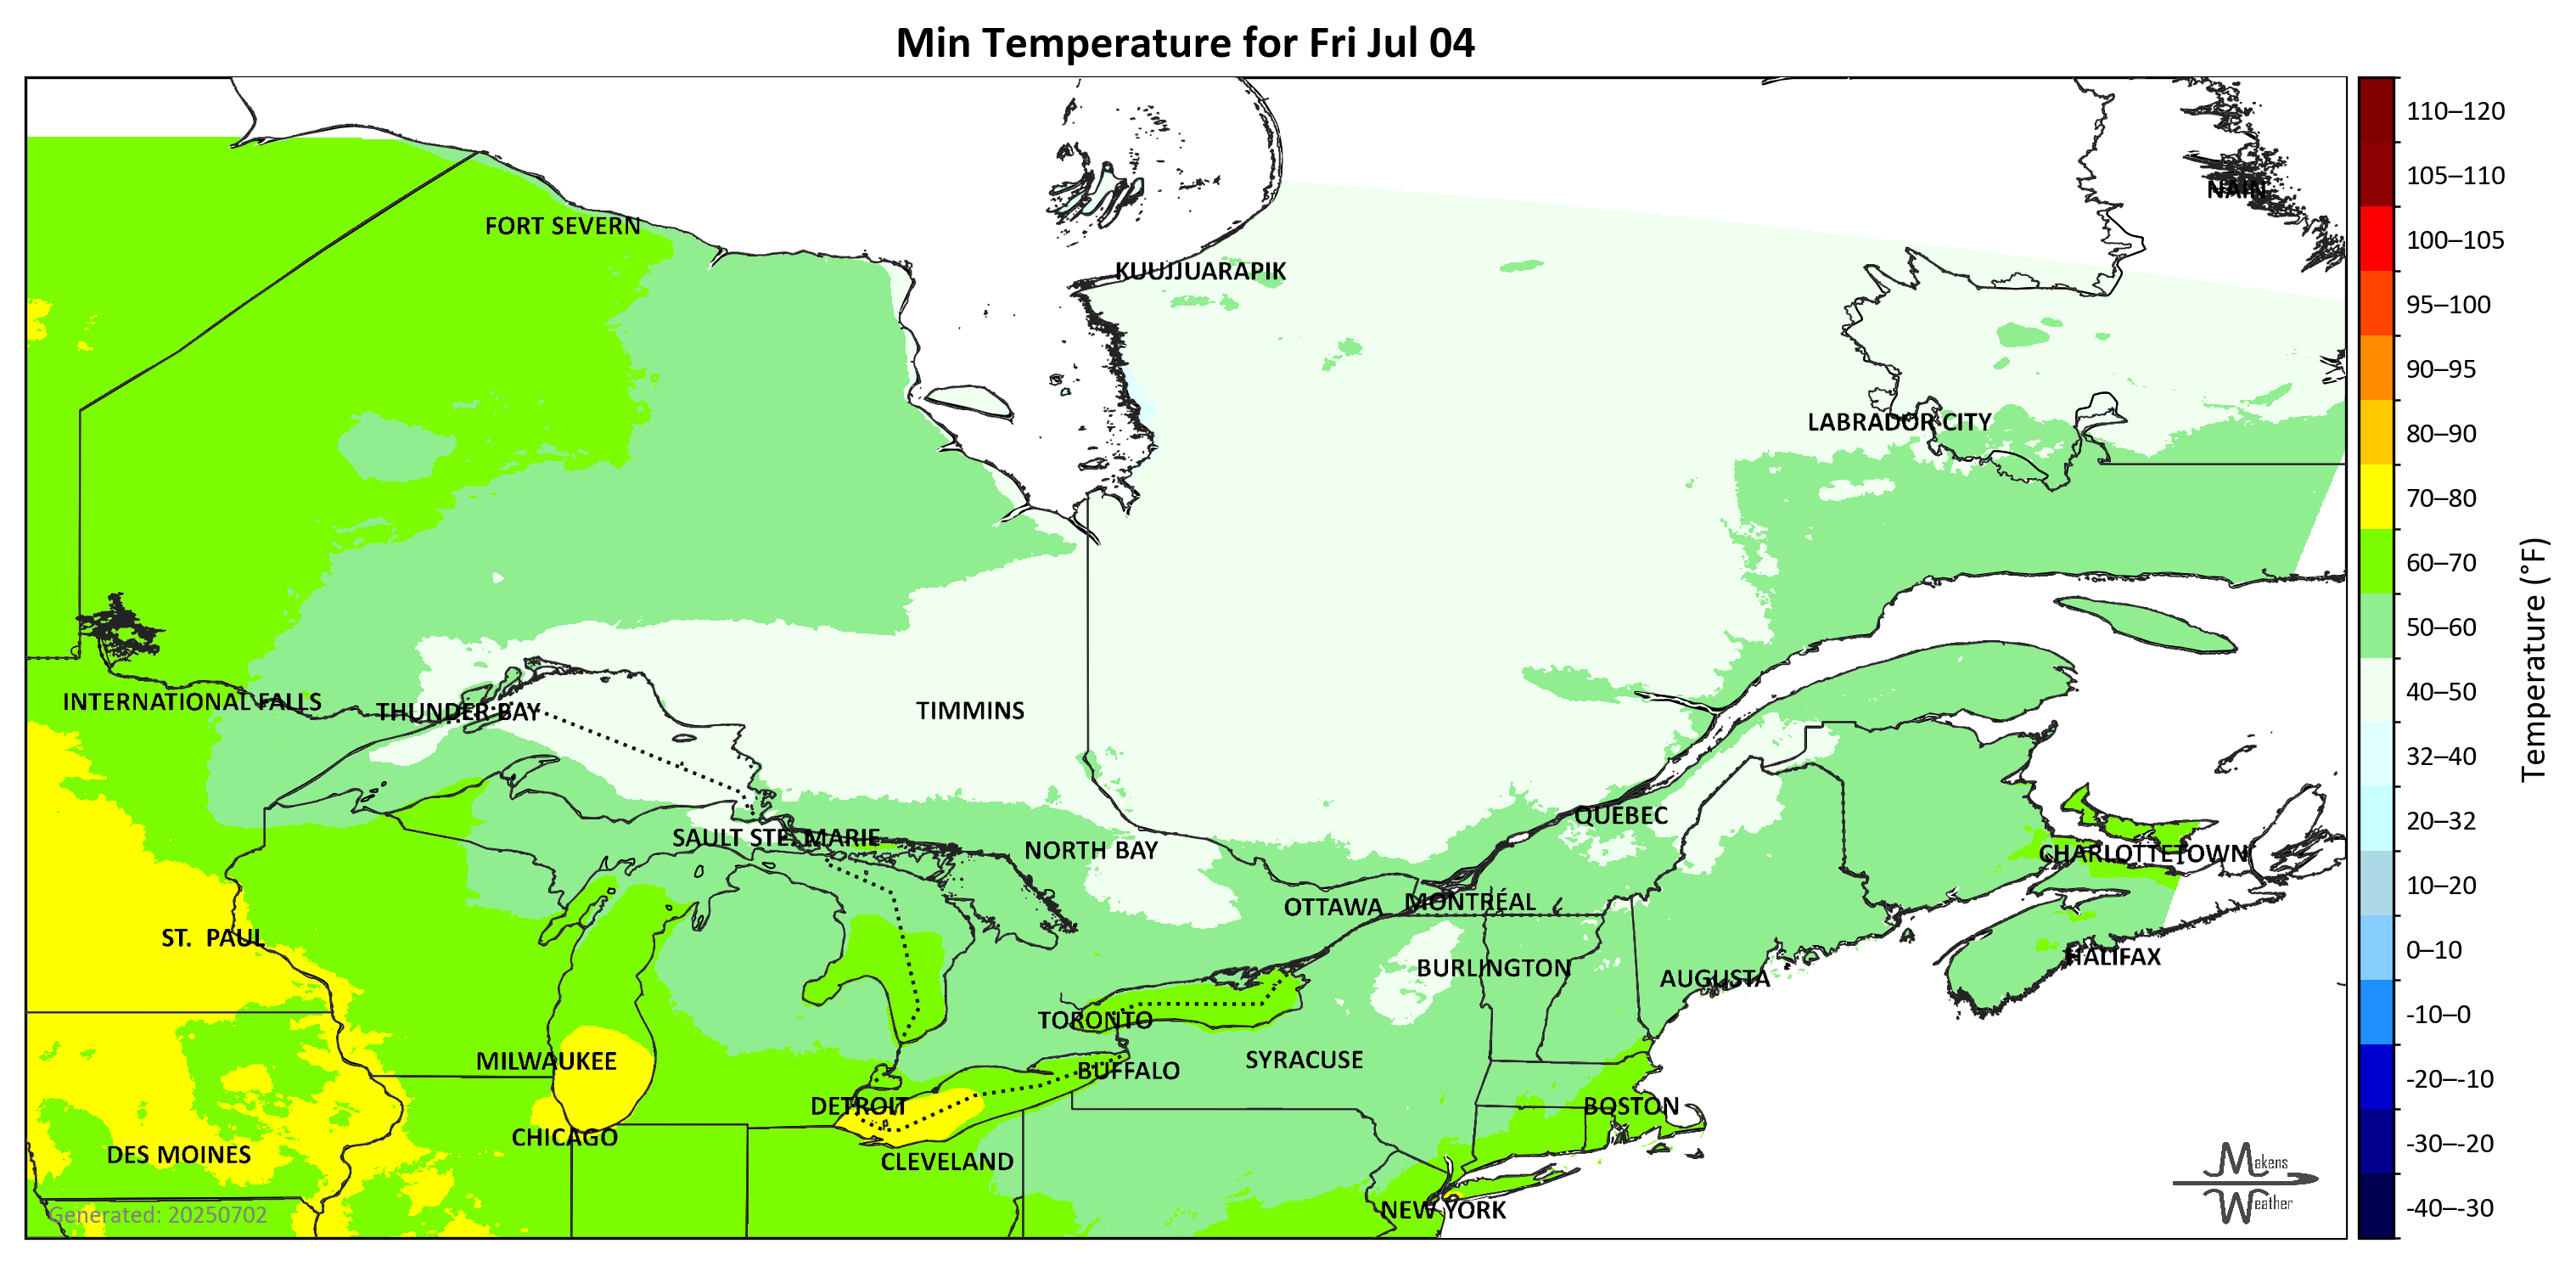 Min Temperature for Fri Jul 04
FORT SEVERN
NAIN
KUUJJUARAPIK
LABRADOR CITY
INTERNATIONAL FALLS
THUNDER BAY
TIMMINS
QUÉBEC
SAULT STE. MARIE
NORTH BAY
CHARLOTTETOWN
OTTAWA
MONTRÉAL
ST. PAUL
BURLINGTON
AUGUSTA
HALIFAX
TORONTO
MILWAUKEE
BUFFALO
SYRACUSE
DETROIT
BOSTON
CHICAGO
DES MOINES
CLEVELAND
NEW YORK
Generated: 20250702
Makens
Weather
110–120
105–110
100–105
95–100
90–95
80–90
70–80
60–70
50–60
40–50
32–40
20–32
10–20
0–10
-10–0
-20–-10
-30–-20
-40–-30
Temperature (°F)